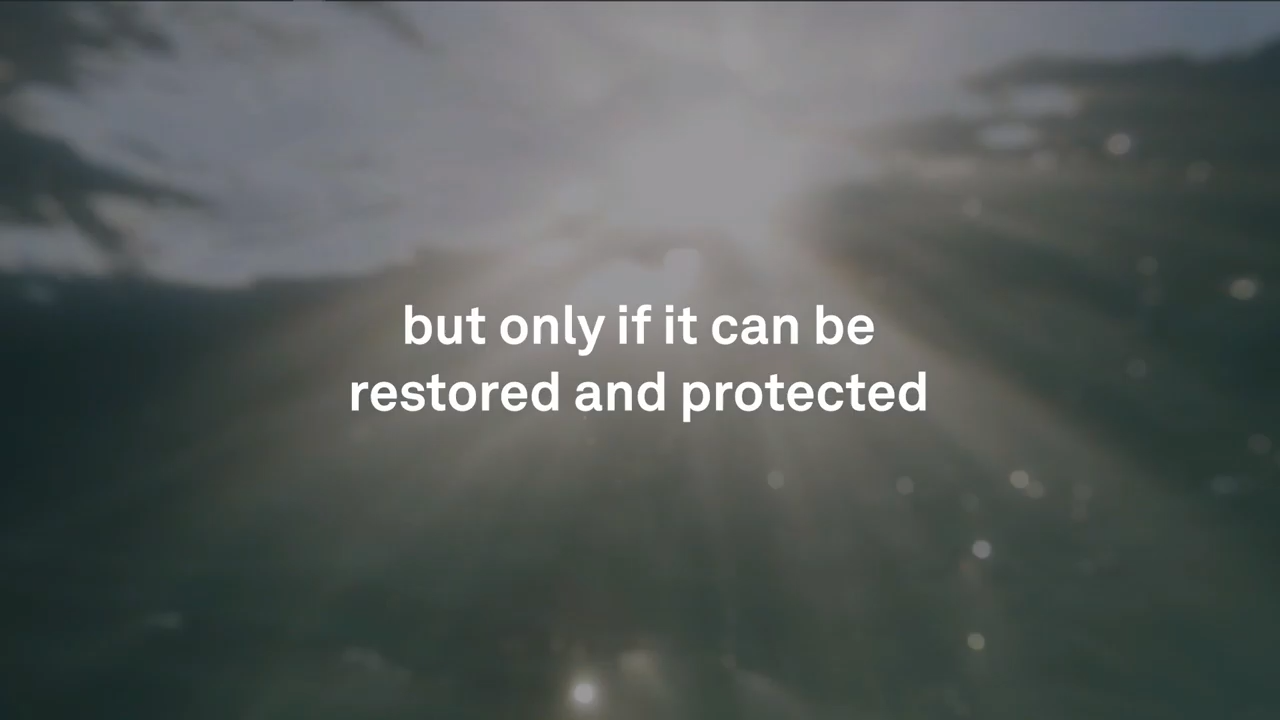 but only if it can be
restored and protected